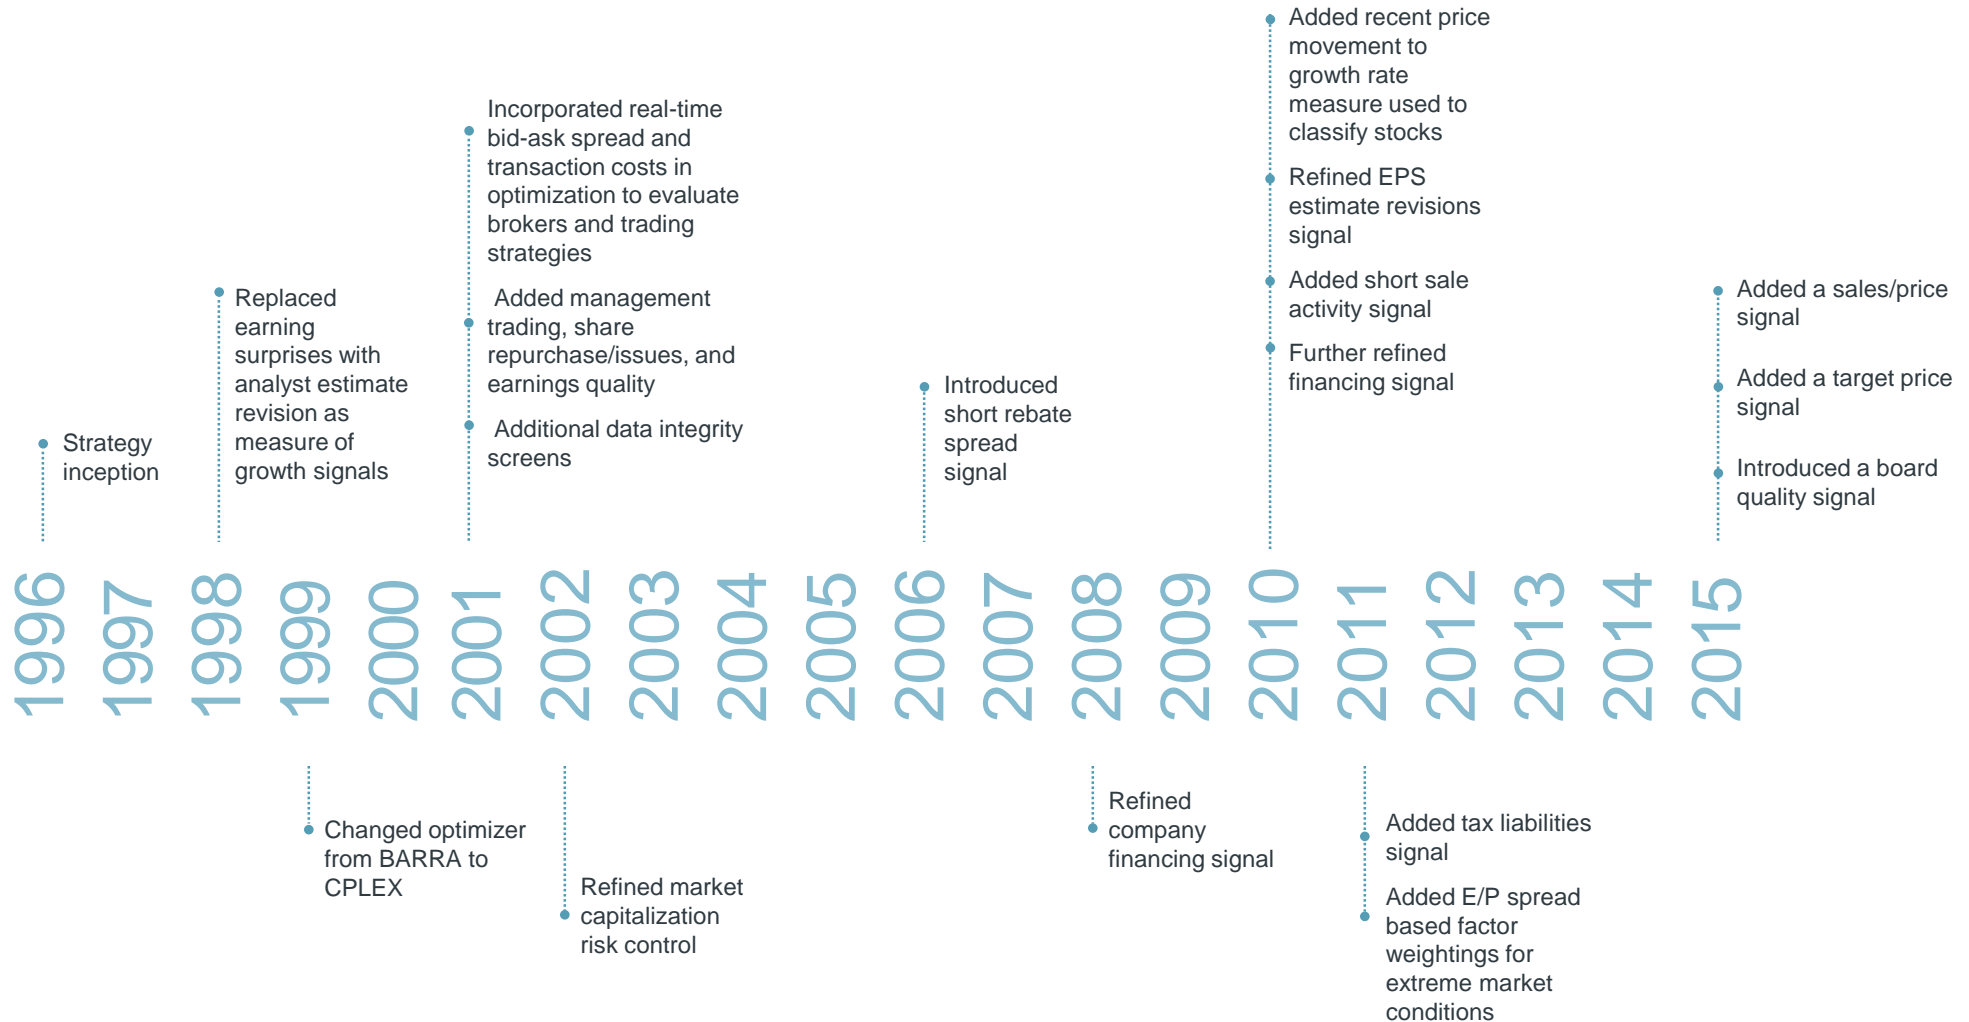 Added recent price
movement to
growth rate
measure used to
classify stocks
Refined EPS
estimate revisions
signal
Added short sale
activity signal
Further refined
financing signal
Incorporated real-time
bid-ask spread and
transaction costs in
optimization to evaluate
brokers and trading
strategies
Added management
trading, share
repurchase/issues, and
earnings quality
Additional data integrity
screens
Replaced
earning
surprises with
analyst estimate
revision as
measure of
growth signals
Strategy
inception
Introduced
short rebate
spread
signal
Added a sales/price
signal
Added a target price
signal
Introduced a board
quality signal
1996
1997
1998
1999
2000
2001
2002
2003
2004
2005
2006
2007
2008
2009
2010
2011
2012
2013
2014
2015
Changed optimizer
from BARRA to
CPLEX
Refined market
capitalization
risk control
Refined
company
financing signal
Added tax liabilities
signal
Added E/P spread
based factor
weightings for
extreme market
conditions